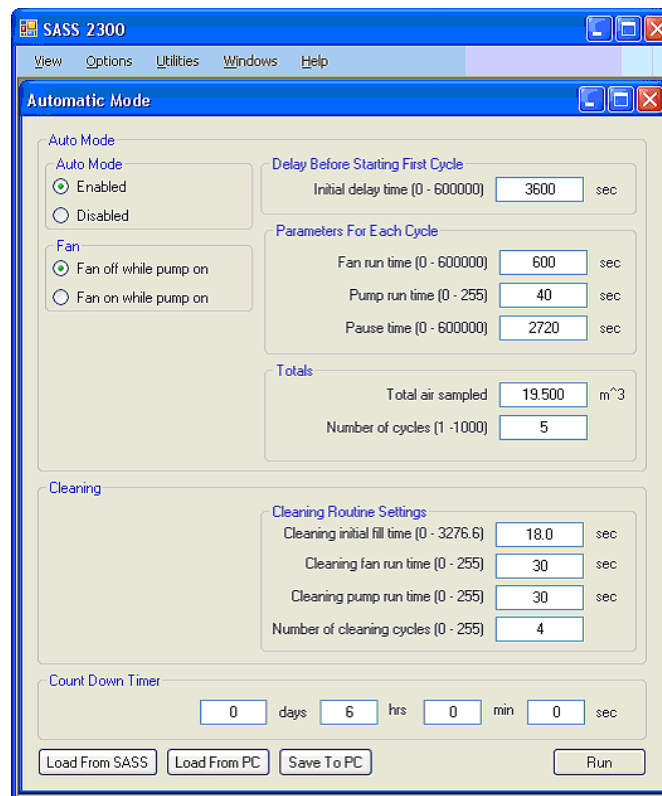 SASS 2300
View Options Utilities Windows Help
Automatic Mode
Auto Mode
Auto Mode
Enabled
Disabled
Fan
Fan off while pump on
Fan on while pump on
Delay Before Starting First Cycle
Initial delay time (0 - 600000) 3600 sec
Parameters For Each Cycle
Fan run time (0 - 600000) 600 sec
Pump run time (0 - 255) 40 sec
Pause time (0 - 600000) 2720 sec
Totals
Total air sampled 19.500 m^3
Number of cycles (1 -1000) 5
Cleaning
Cleaning Routine Settings
Cleaning initial fill time (0 - 3276.6) 18.0 sec
Cleaning fan run time (0 - 255) 30 sec
Cleaning pump run time (0 - 255) 30 sec
Number of cleaning cycles (0 - 255) 4
Count Down Timer
0 days 6 hrs 0 min 0 sec
Load From SASS Load From PC Save To PC Run